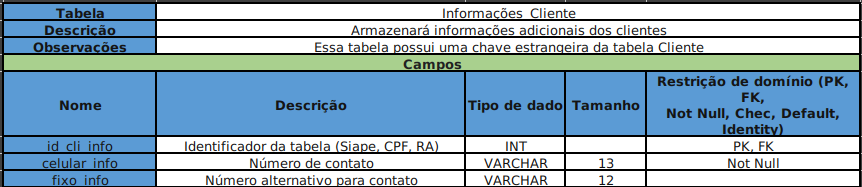 Tabela Informações_Cliente
Descrição Armazenará informações adicionais dos clientes
Observações Essa tabela possui uma chave estrangeira da tabela Cliente
Campos
Nome Descrição Tipo de dado Tamanho Restrição de domínio (PK, FK, Not Null, Chec, Default, Identity)
id_cli_info Identificador da tabela (Siape, CPF, RA) INT PK, FK
celular_info Número de contato VARCHAR 13 Not Null
fixo_info Número alternativo para contato VARCHAR 12